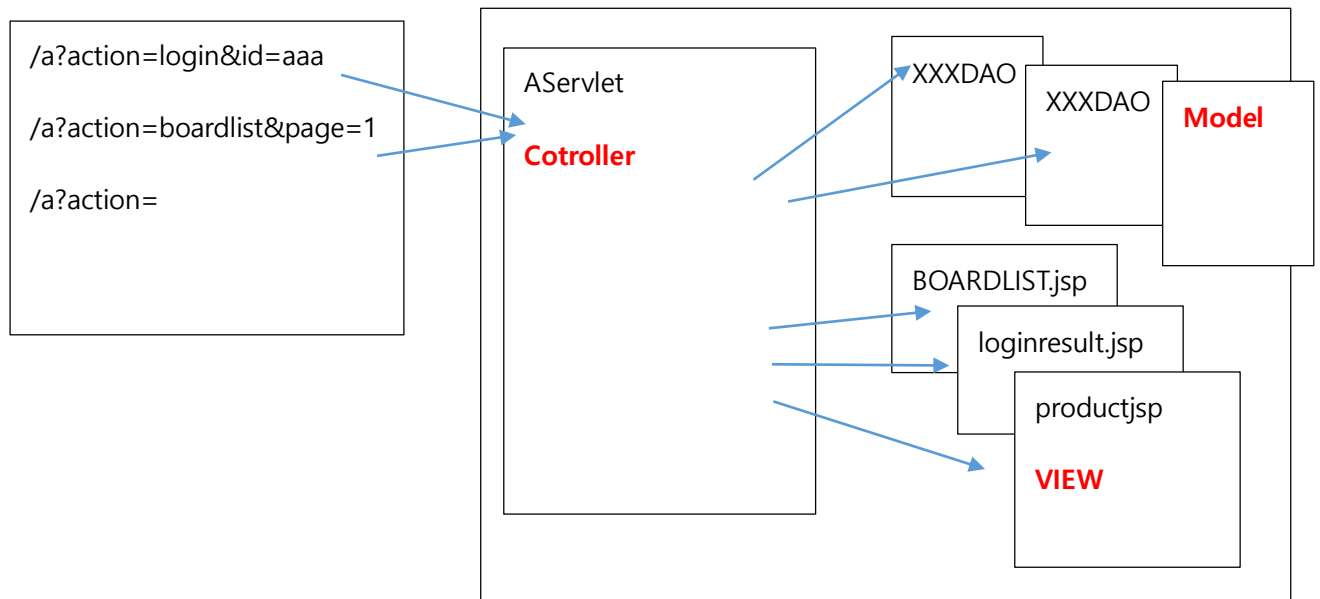 /a?action=login&id=aaa
/a?action=boardlist&page=1
/a?action=
AServlet
Cotroller
XXXDAO
XXXDAO
Model
BOARDLIST.jsp
loginresult.jsp
productjsp
VIEW